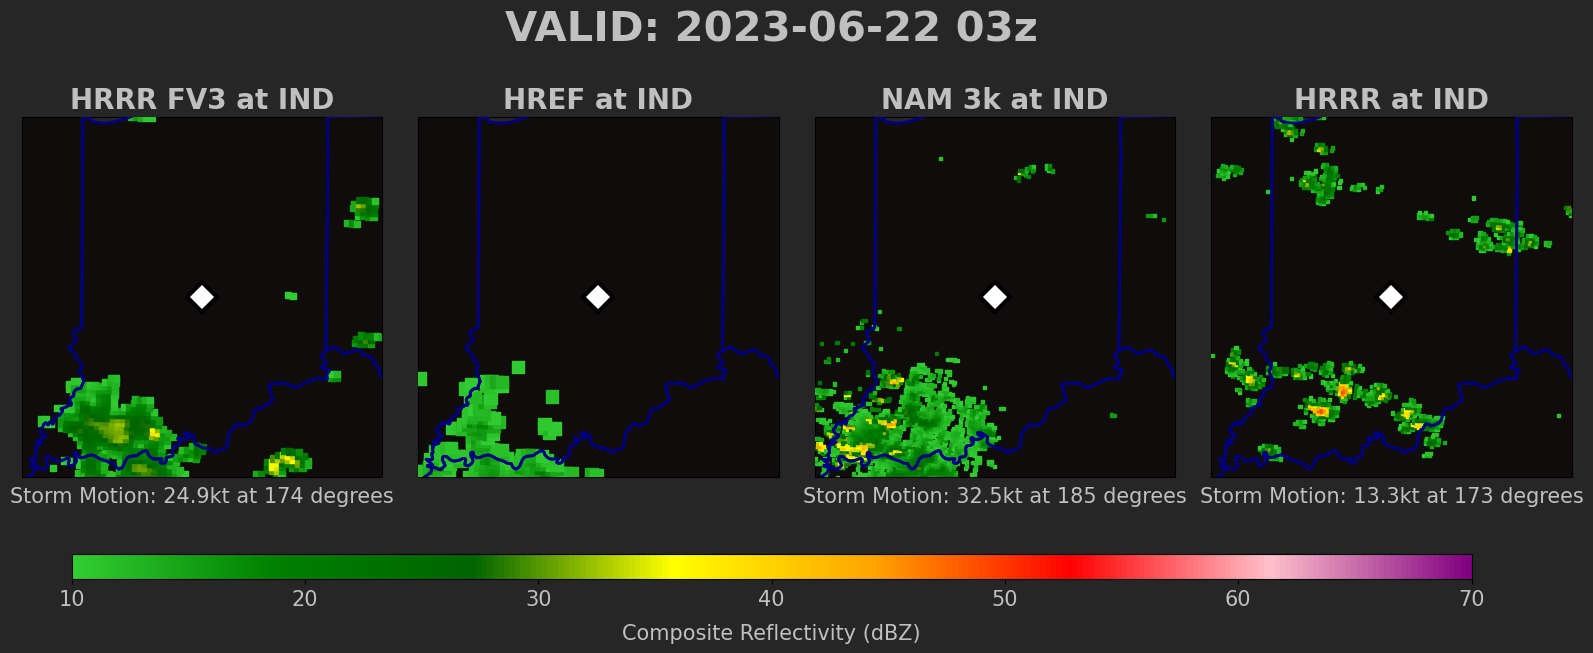 VALID: 2023-06-22 03z
HRRR FV3 at IND
HREF at IND
NAM 3k at IND
HRRR at IND
Storm Motion: 24.9kt at 174 degrees
Storm Motion: 32.5kt at 185 degrees
Storm Motion: 13.3kt at 173 degrees
10 20 30 40 50 60 70
Composite Reflectivity (dBZ)